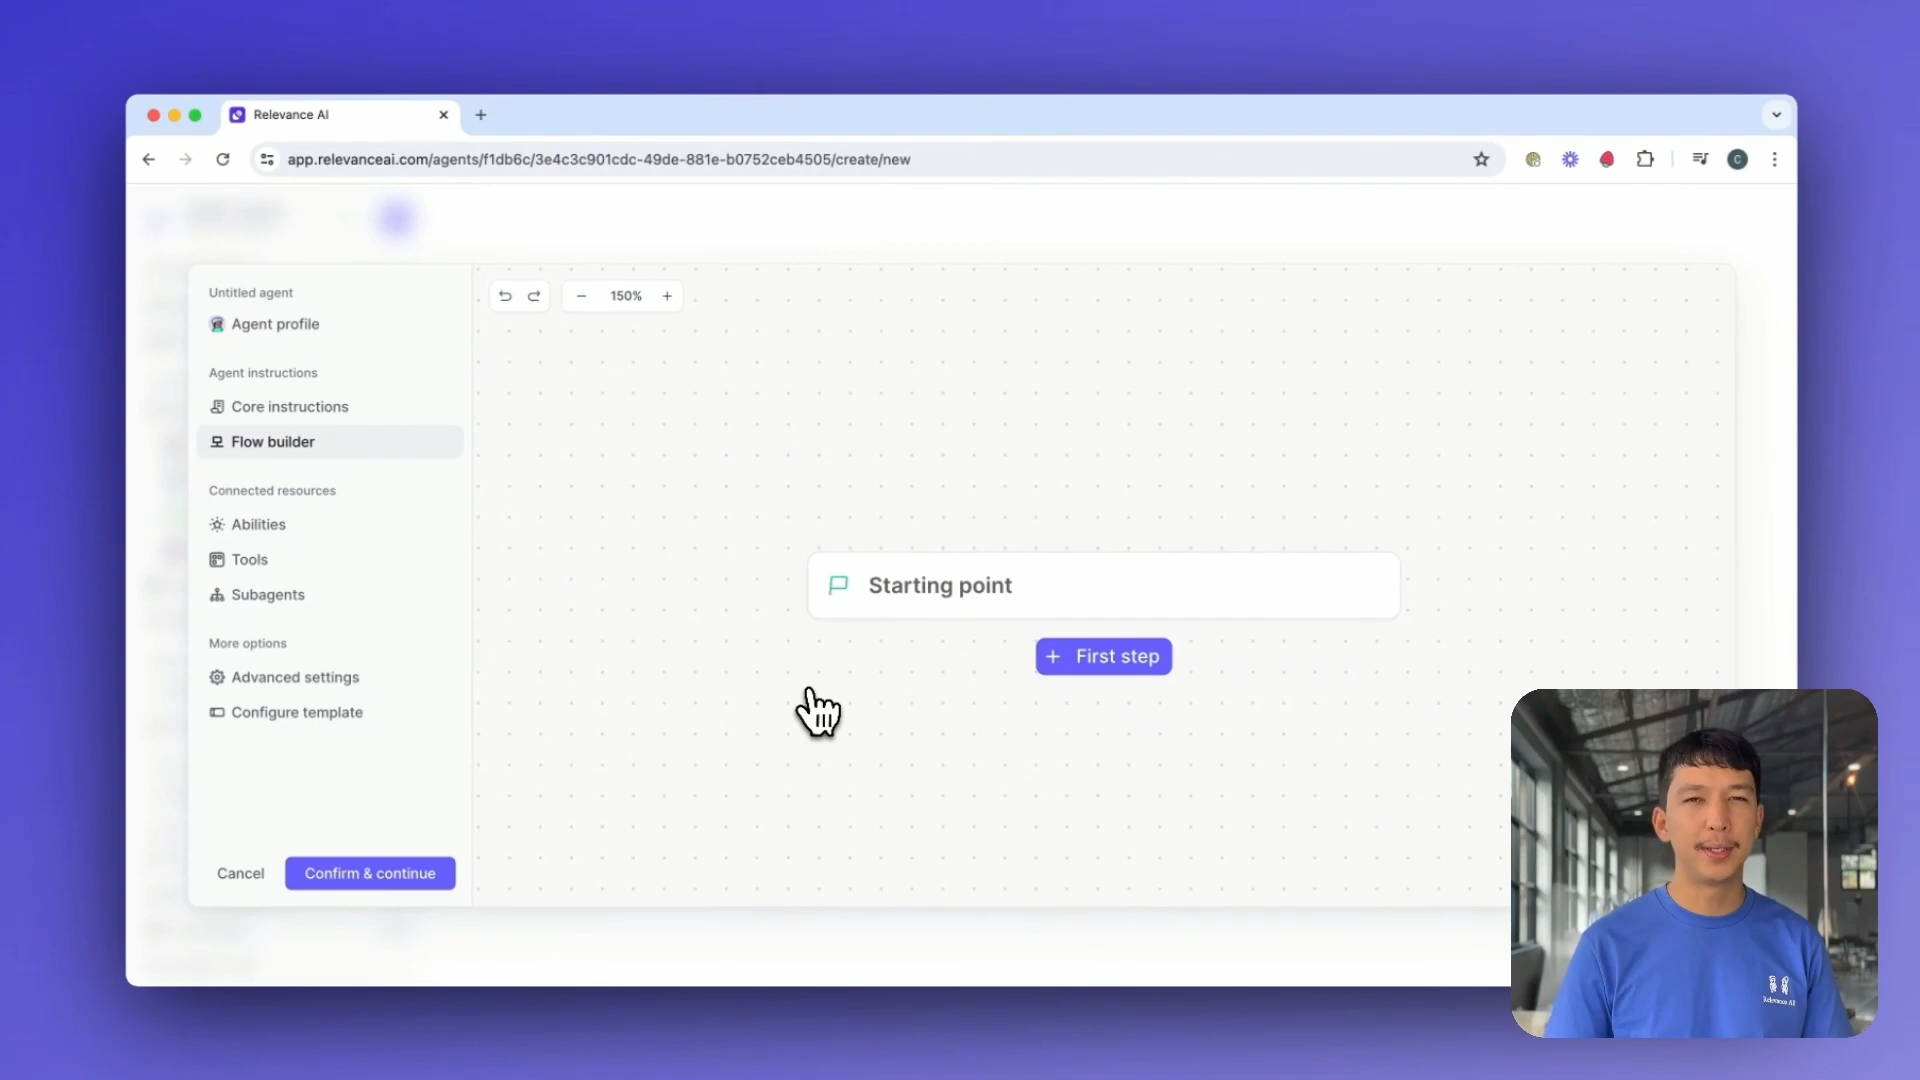 Relevance AI
app.relevanceai.com/agents/f1db6c/3e4c3c901cdc-49de-881e-b0752ceb4505/create/new
C
Untitled agent
Agent profile
Agent instructions
Core instructions
Flow builder
Connected resources
Abilities
Tools
Subagents
More options
Advanced settings
Configure template
Cancel
Confirm & continue
150%
Starting point
+ First step
Relevance AI